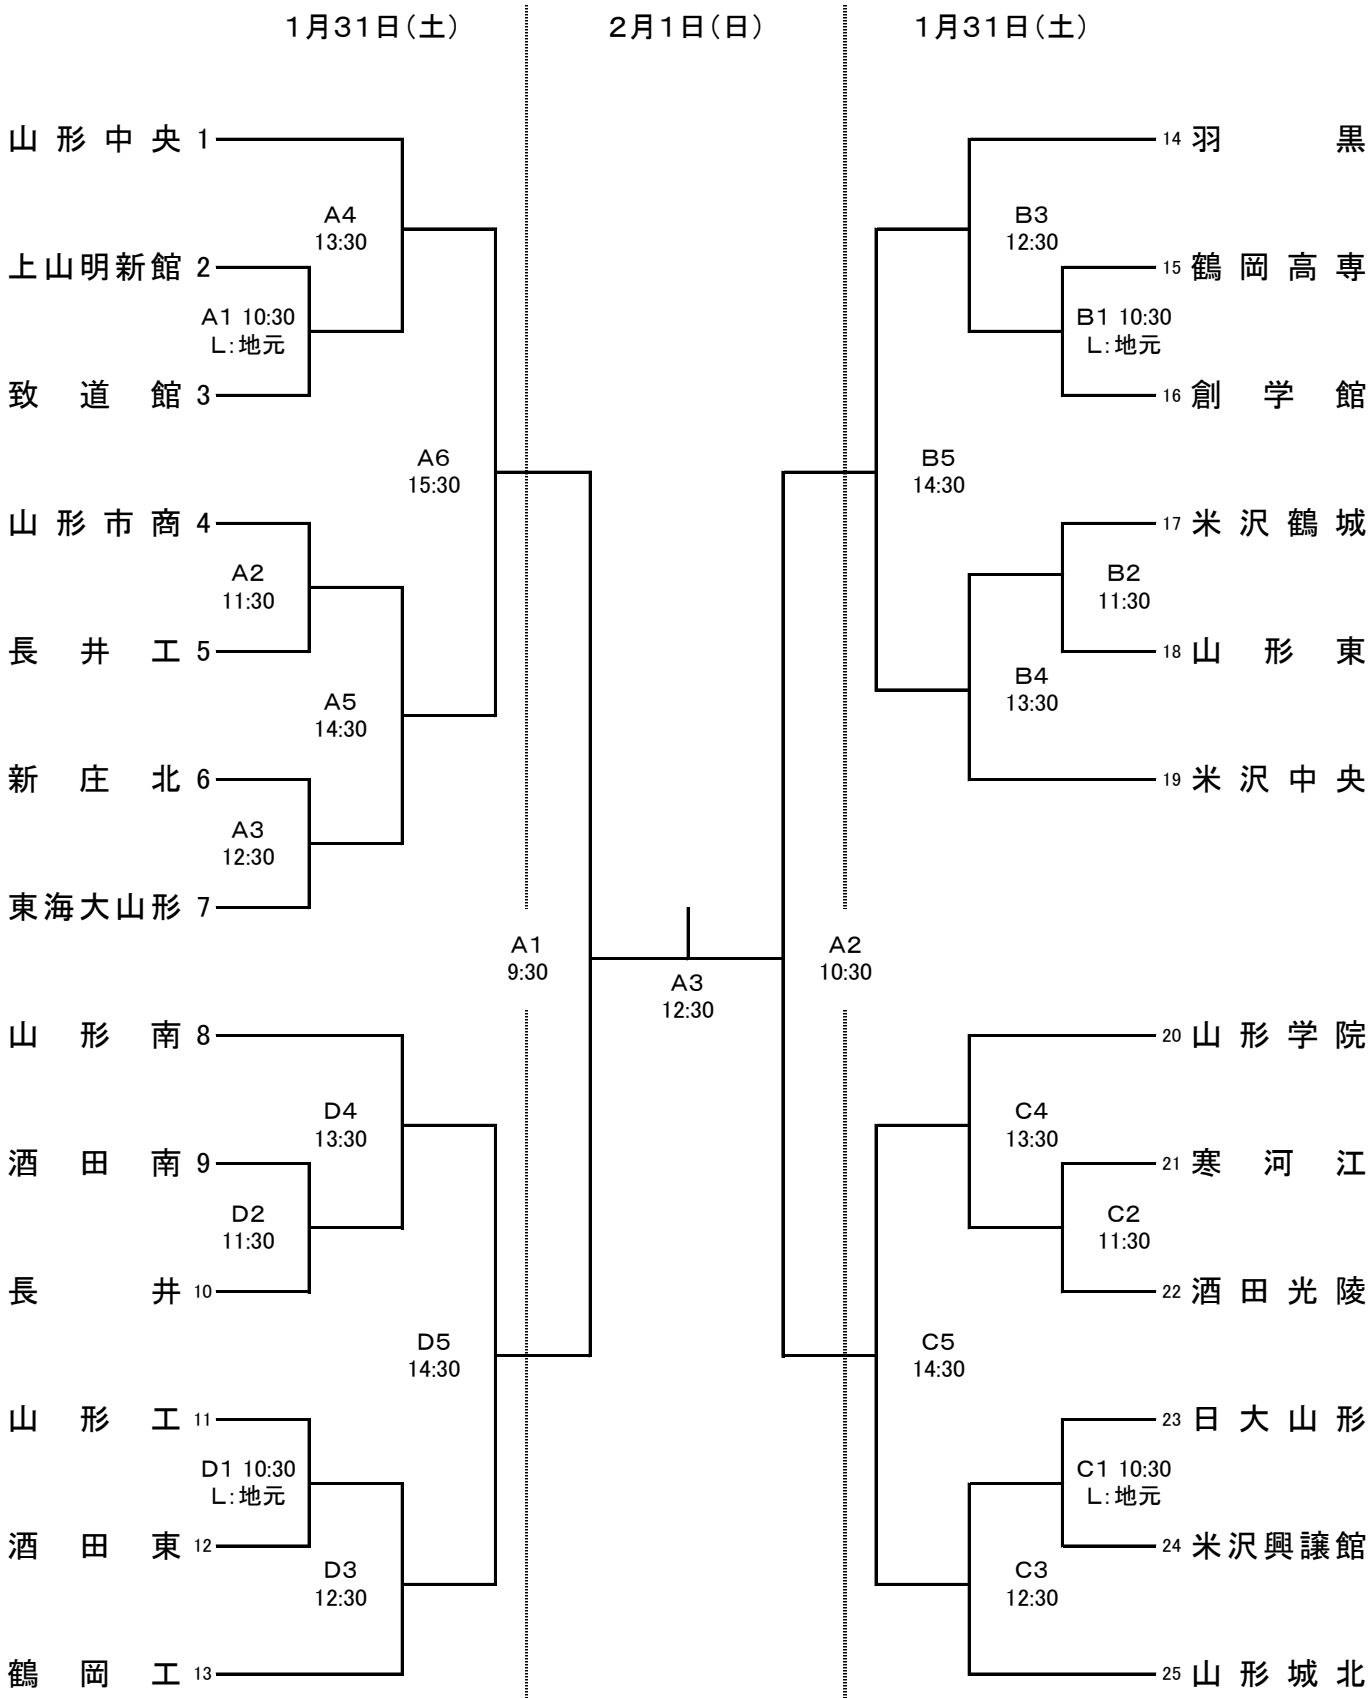 1月31日(土) 2月1日(日) 1月31日(土)
山形中央 1
A4
13:30
上山明新館 2
A1 10:30
L:地元
致道館 3
A6
15:30
山形市商 4
A2
11:30
長井工 5
A5
14:30
新庄北 6
A3
12:30
東海大山形 7
A1
9:30
山形南 8
D4
13:30
酒田南 9
D2
11:30
長井 10
D5
14:30
山形工 11
D1 10:30
L:地元
酒田東 12
D3
12:30
鶴岡工 13
A3
12:30
14 羽黒
B3
12:30
15 鶴岡高専
B1 10:30
L:地元
16 創学館
B5
14:30
17 米沢鶴城
B2
11:30
18 山形東
B4
13:30
19 米沢中央
A2
10:30
20 山形学院
C4
13:30
21 寒河江
C2
11:30
22 酒田光陵
C5
14:30
23 日大山形
C1 10:30
L:地元
24 米沢興譲館
C3
12:30
25 山形城北